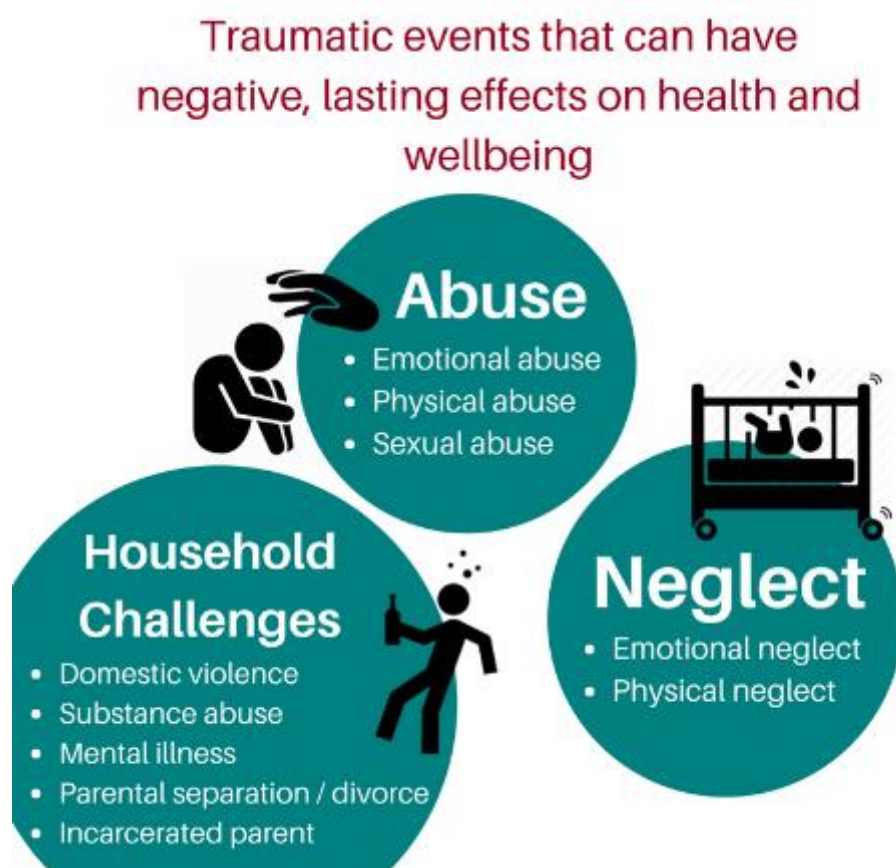 Traumatic events that can have
negative, lasting effects on health and
wellbeing
Abuse
• Emotional abuse
• Physical abuse
• Sexual abuse
Household
Challenges
• Domestic violence
• Substance abuse
• Mental illness
• Parental separation / divorce
• Incarcerated parent
Neglect
• Emotional neglect
• Physical neglect